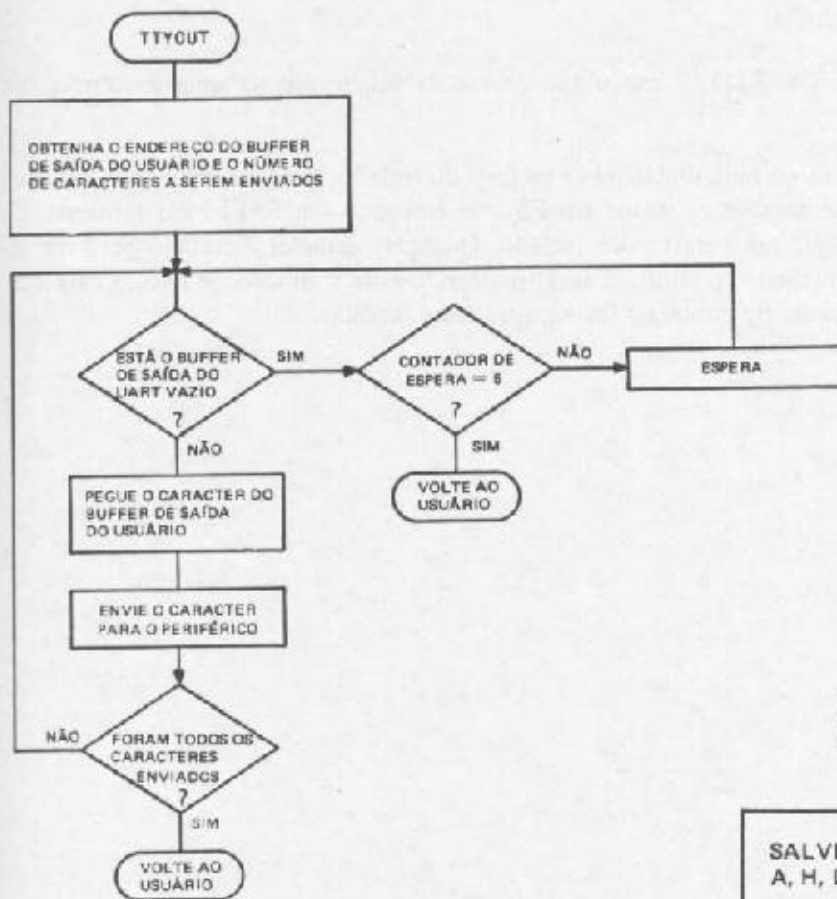 TTYOUT
OBTENHA O ENDEREÇO DO BUFFER
DE SAÍDA DO USUÁRIO E O NÚMERO
DE CARACTERES A SEREM ENVIADOS
ESTÁ O BUFFER
DE SAÍDA DO
UART VAZIO
?
SIM
NÃO
CONTADOR DE
ESPERA = 6
?
NÃO
SIM
ESPERA
VOLTE AO
USUÁRIO
PEGUE O CARACTER DO
BUFFER DE SAÍDA
DO USUÁRIO
ENVIE O CARACTER
PARA O PERIFÉRICO
NÃO
FORAM TODOS OS
CARACTERES
ENVIADOS
?
SIM
VOLTE AO
USUÁRIO
A, H,